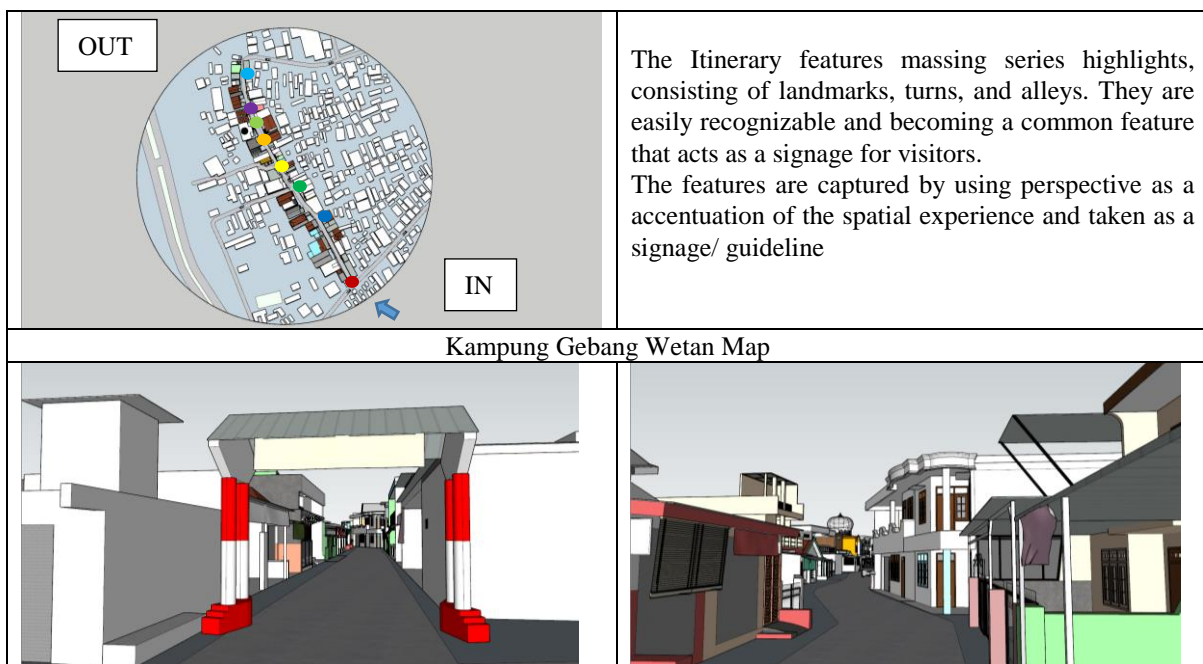 OUT
IN
The Itinerary features massing series highlights,
consisting of landmarks, turns, and alleys. They are
easily recognizable and becoming a common feature
that acts as a signage for visitors.
The features are captured by using perspective as a
accentuation of the spatial experience and taken as a
signage/ guideline
Kampung Gebang Wetan Map